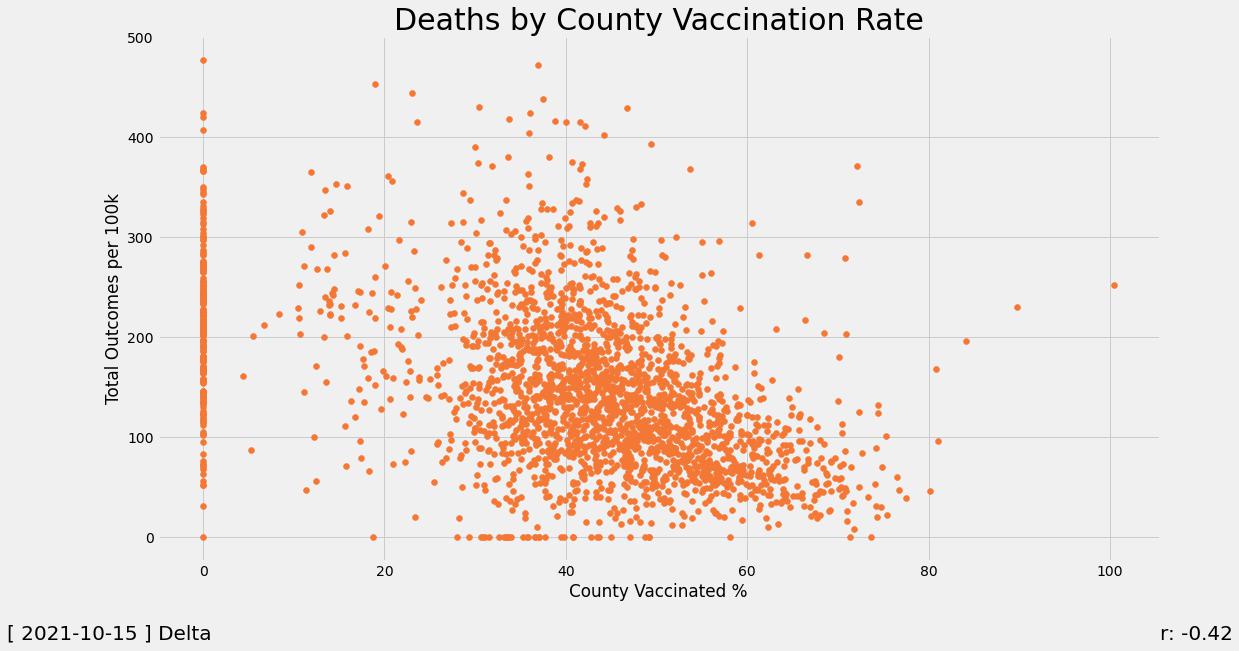 Deaths by County Vaccination Rate
500
400
300
200
100
0
Total Outcomes per 100k
0 20 40 60 80 100
County Vaccinated %
[ 2021-10-15 ] Delta
r: -0.42